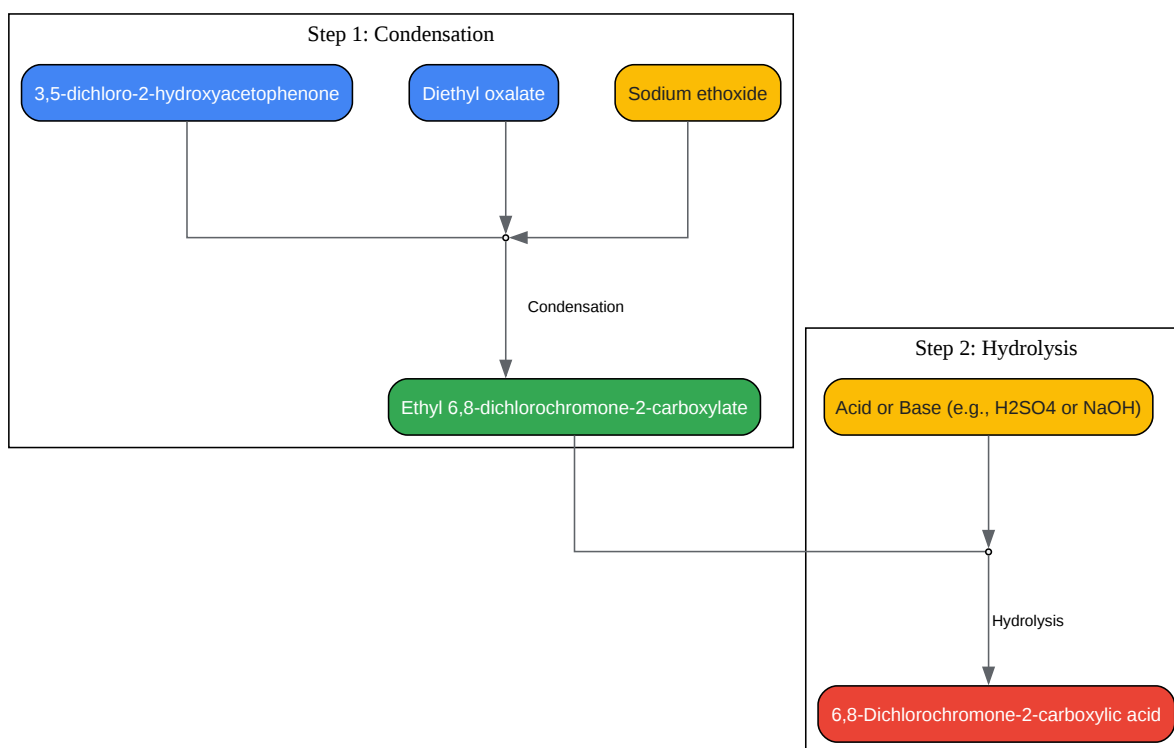 Step 1: Condensation
3,5-dichloro-2-hydroxyacetophenone
Diethyl oxalate
Sodium ethoxide
Condensation
Ethyl 6,8-dichlorochromone-2-carboxylate
Step 2: Hydrolysis
Acid or Base (e.g., H2SO4 or NaOH)
Hydrolysis
6,8-Dichlorochromone-2-carboxylic acid